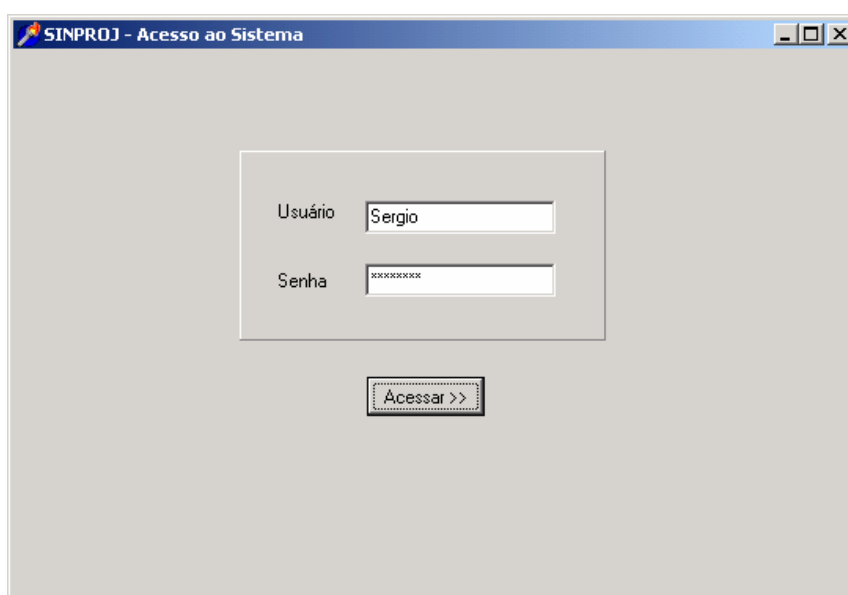 SINPROJ - Acesso ao Sistema
Usuário Sergio
Senha ********
Acessar >>